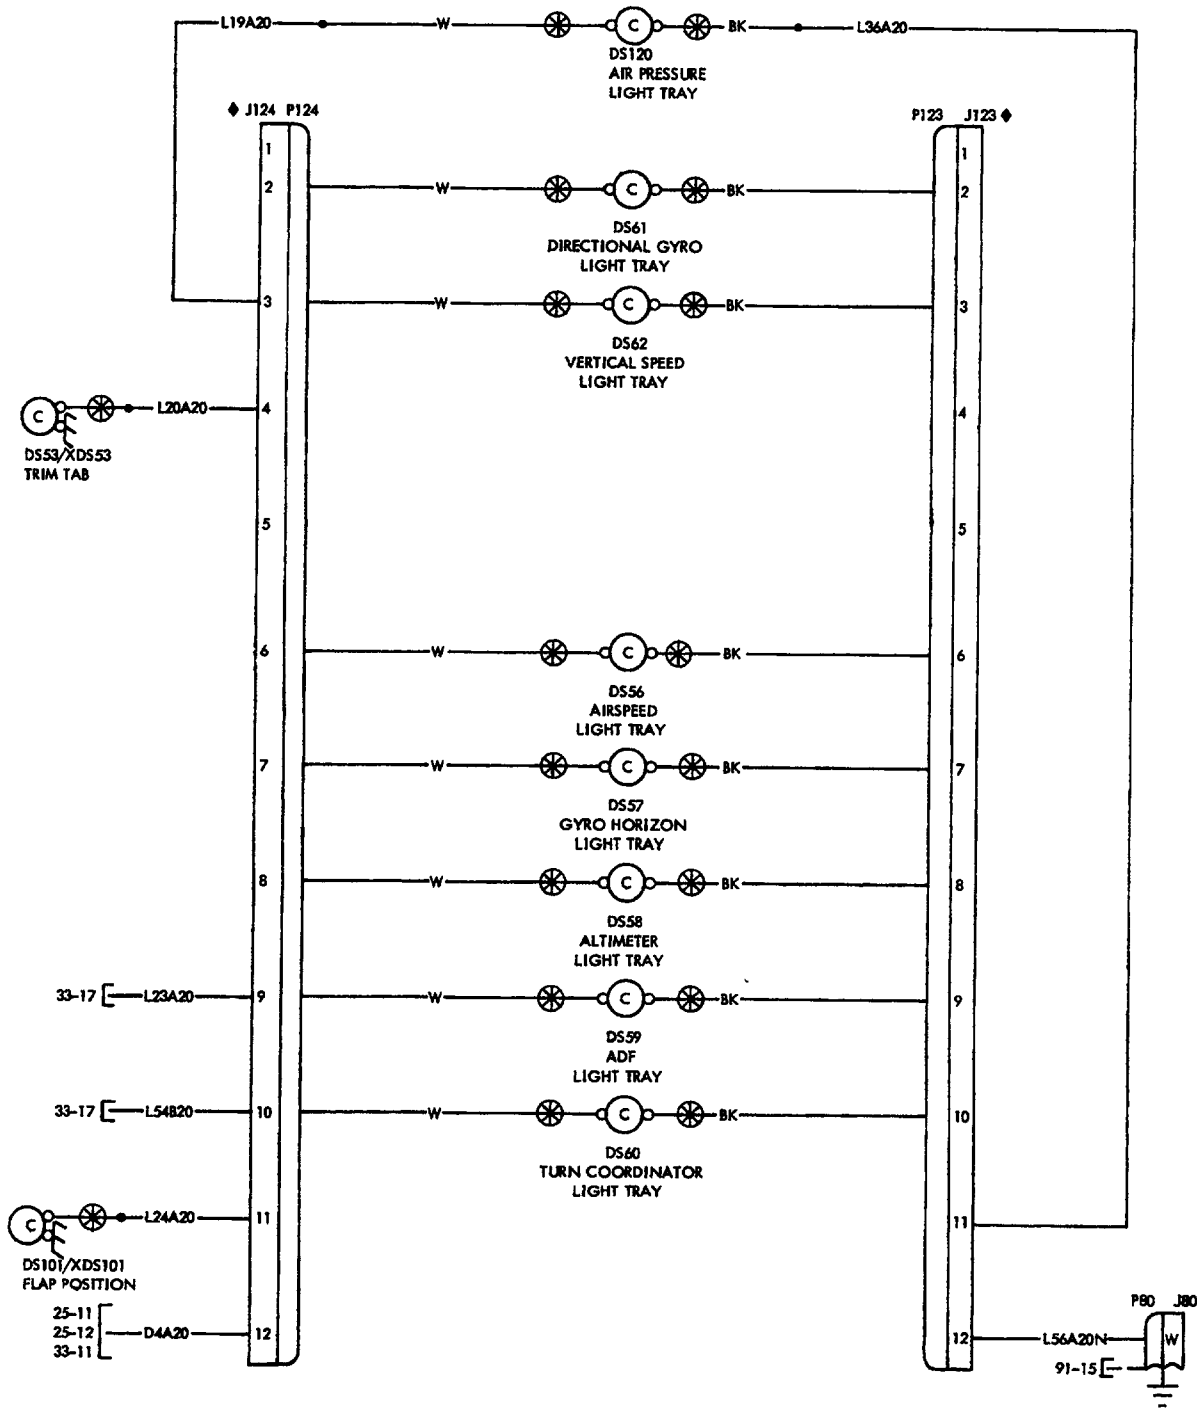 L19A20 W C BK L36A20
DS120
AIR PRESSURE
LIGHT TRAY
J124 P124 P123 J123
1 1
2 W C BK 2
DS61
DIRECTIONAL GYRO
LIGHT TRAY
3 W C BK 3
DS62
VERTICAL SPEED
LIGHT TRAY
C L20A20 4 4
DS53/XDS53
TRIM TAB
5 5
6 W C BK 6
DS56
AIRSPEED
LIGHT TRAY
7 W C BK 7
DS57
GYRO HORIZON
LIGHT TRAY
8 W C BK 8
DS58
ALTIMETER
LIGHT TRAY
33-17 L23A20 9 W C BK 9
DS59
ADF
LIGHT TRAY
33-17 L54B20 10 W C BK 10
DS60
TURN COORDINATOR
LIGHT TRAY
C L24A20 11 11
DS101/XDS101
FLAP POSITION
P80 J80
25-11
25-12 D4A20 12 12 L56A20N W
33-11
91-15